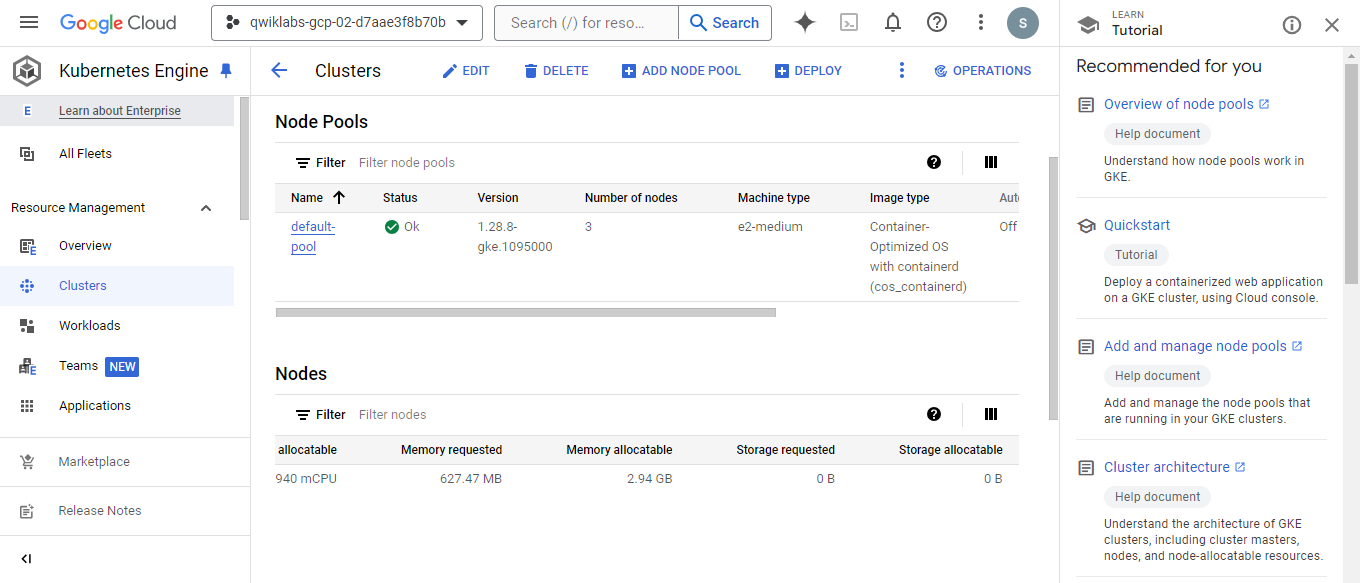 Google Cloud
qwiklabs-gcp-02-d7aae3f8b70b
Search (/) for reso...
Search
S
LEARN
Tutorial
Kubernetes Engine
E Learn about Enterprise
All Fleets
Resource Management
Overview
Clusters
Workloads
Teams NEW
Applications
Marketplace
Release Notes
Clusters
EDIT
DELETE
ADD NODE POOL
DEPLOY
OPERATIONS
Node Pools
Filter Filter node pools
Name Status Version Number of nodes Machine type Image type Auto
default- Ok 1.28.8- 3 e2-medium Container- Off
pool gke.1095000 Optimized OS
with containerd
(cos_containerd)
Nodes
Filter Filter nodes
allocatable Memory requested Memory allocatable Storage requested Storage allocatable
940 mCPU 627.47 MB 2.94 GB 0 B 0 B
Recommended for you
Overview of node pools
Help document
Understand how node pools work in
GKE.
Quickstart
Tutorial
Deploy a containerized web application
on a GKE cluster, using Cloud console.
Add and manage node pools
Help document
Add and manage the node pools that
are running in your GKE clusters.
Cluster architecture
Help document
Understand the architecture of GKE
clusters, including cluster masters,
nodes, and node-allocatable resources.